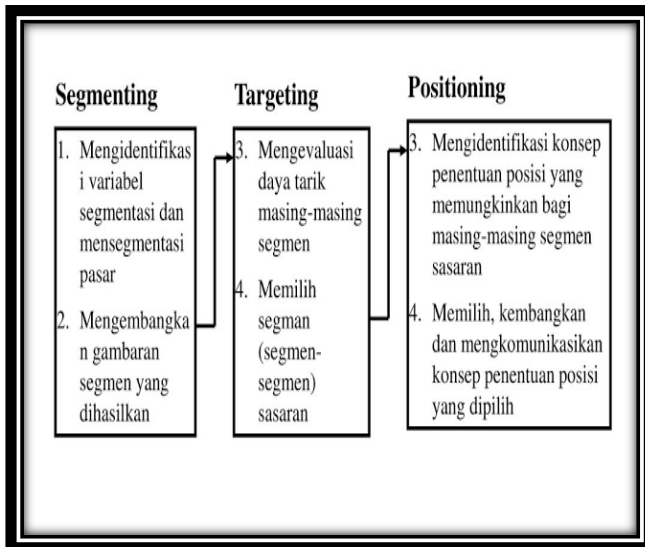 Segmenting
1. Mengidentifikas
i variabel
segmentasi dan
mensegmentasi
pasar
2. Mengembangka
n gambaran
segmen yang
dihasilkan
Targeting
3. Mengevaluasi
daya tarik
masing-masing
segmen
4. Memilih
segman
(segmen-
segmen)
sasaran
Positioning
3. Mengidentifikasi konsep
penentuan posisi yang
memungkinkan bagi
masing-masing segmen
sasaran
4. Memilih, kembangkan
dan mengkomunikasikan
konsep penentuan posisi
yang dipilih